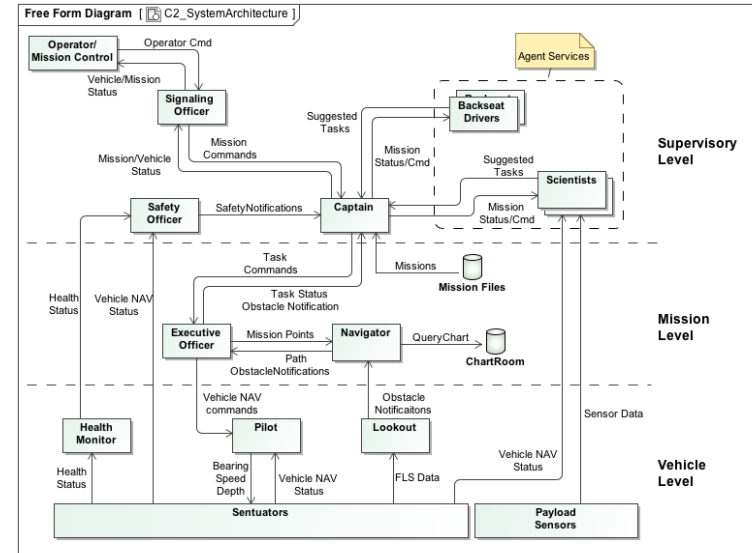 Free Form Diagram [ C2_SystemArchitecture ]
Operator/
Mission Control
Operator Cmd
Vehicle/Mission
Status
Signaling
Officer
Agent Services
Backseat
Drivers
Suggested
Tasks
Mission
Commands
Mission
Status/Cmd
Mission/Vehicle
Status
Supervisory
Level
Suggested
Tasks
Scientists
Safety
Officer
SafetyNotifications
Captain
Mission
Status/Cmd
Task
Commands
Missions
Mission Files
Health
Status
Vehicle NAV
Status
Task Status
Obstacle Notification
Mission
Level
Executive
Officer
Mission Points
Navigator
QueryChart
ChartRoom
Path
ObstacleNotifications
Vehicle NAV
commands
Obstacle
Notificaitons
Sensor Data
Health
Monitor
Pilot
Lookout
Vehicle NAV
Status
Vehicle
Level
Health
Status
Bearing
Speed
Depth
Vehicle NAV
Status
FLS Data
Sentuators
Payload
Sensors